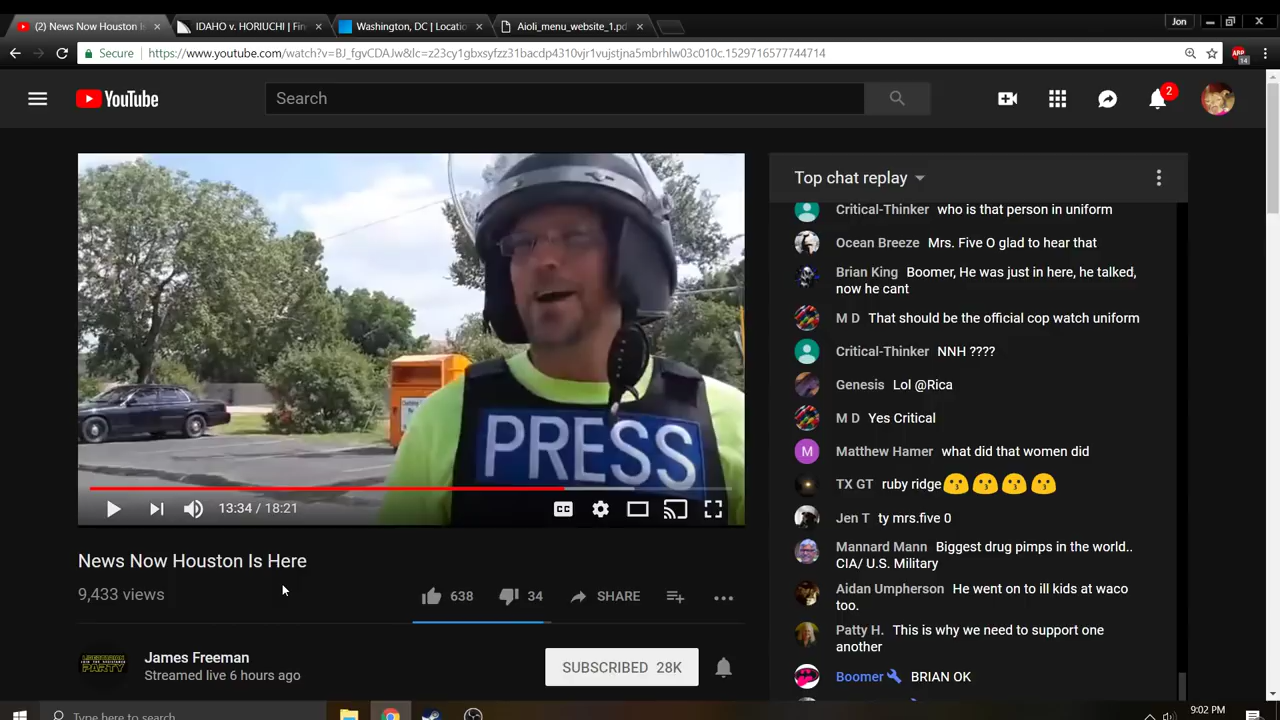 (2) News Now Houston Is
IDAHO v. HORIUCHI | Fire
Washington, DC | Locatio
Aioli_menu_website_1.pd
Jon
Secure
https://www.youtube.com/watch?v=BJ_fgvCDAJw&lc=z23cy1gbxsyfzz31bacdp4310vjr1vujstjna5mbrhlw03c010c.1529716577744714
ABP
14
YouTube
Search
2
PRESS
13:34 / 18:21
CC
News Now Houston Is Here
9,433 views
638
34
SHARE
James Freeman
Streamed live 6 hours ago
SUBSCRIBED 28K
Top chat replay
Critical-Thinker who is that person in uniform
Ocean Breeze Mrs. Five O glad to hear that
Brian King Boomer, He was just in here, he talked,
now he cant
M D That should be the official cop watch uniform
Critical-Thinker NNH ????
Genesis Lol @Rica
M D Yes Critical
M
Matthew Hamer what did that women did
TX GT ruby ridge
Jen T ty mrs.five 0
Mannard Mann Biggest drug pimps in the world..
CIA/ U.S. Military
Aidan Umpherson He went on to ill kids at waco
too.
Patty H. This is why we need to support one
another
Boomer BRIAN OK
Type here to search
9:02 PM